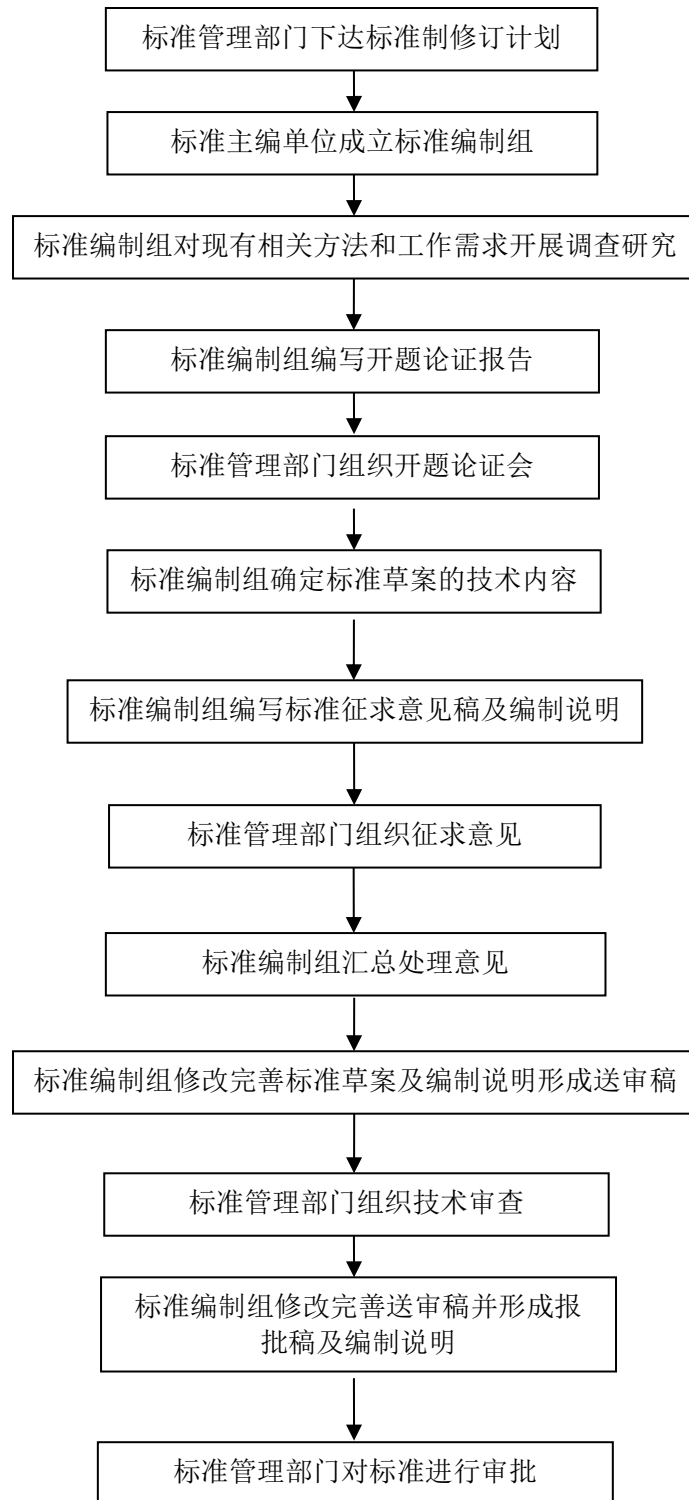 标准管理部门下达标准制修订计划
标准主编单位成立标准编制组
标准编制组对现有相关方法和工作需求开展调查研究
标准编制组编写开题论证报告
标准管理部门组织开题论证会
标准编制组确定标准草案的技术内容
标准编制组编写标准征求意见稿及编制说明
标准管理部门组织征求意见
标准编制组汇总处理意见
标准编制组修改完善标准草案及编制说明形成送审稿
标准管理部门组织技术审查
标准编制组修改完善送审稿并形成报
批稿及编制说明
标准管理部门对标准进行审批